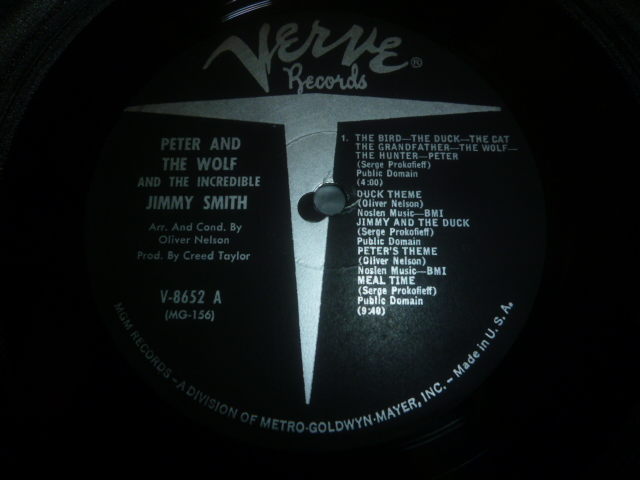 VERVE®
Records
PETER AND
THE WOLF
AND THE INCREDIBLE
JIMMY SMITH
Arr. And Cond. By
Oliver Nelson
Prod. By Creed Taylor
V-8652 A
(MG-156)
1. THE BIRD—THE DUCK—THE CAT
THE GRANDFATHER—THE WOLF—
THE HUNTER—PETER
(Serge Prokofieff)
Public Domain
(4:00)
DUCK THEME
(Oliver Nelson)
Noslen Music—BMI
JIMMY AND THE DUCK
(Serge Prokofieff)
Public Domain
PETER'S THEME
(Oliver Nelson)
Noslen Music—BMI
MEAL TIME
(Serge Prokofieff)
Public Domain
(9:40)
MGM RECORDS – A DIVISION OF METRO-GOLDWYN-MAYER, INC. – Made in U. S. A.